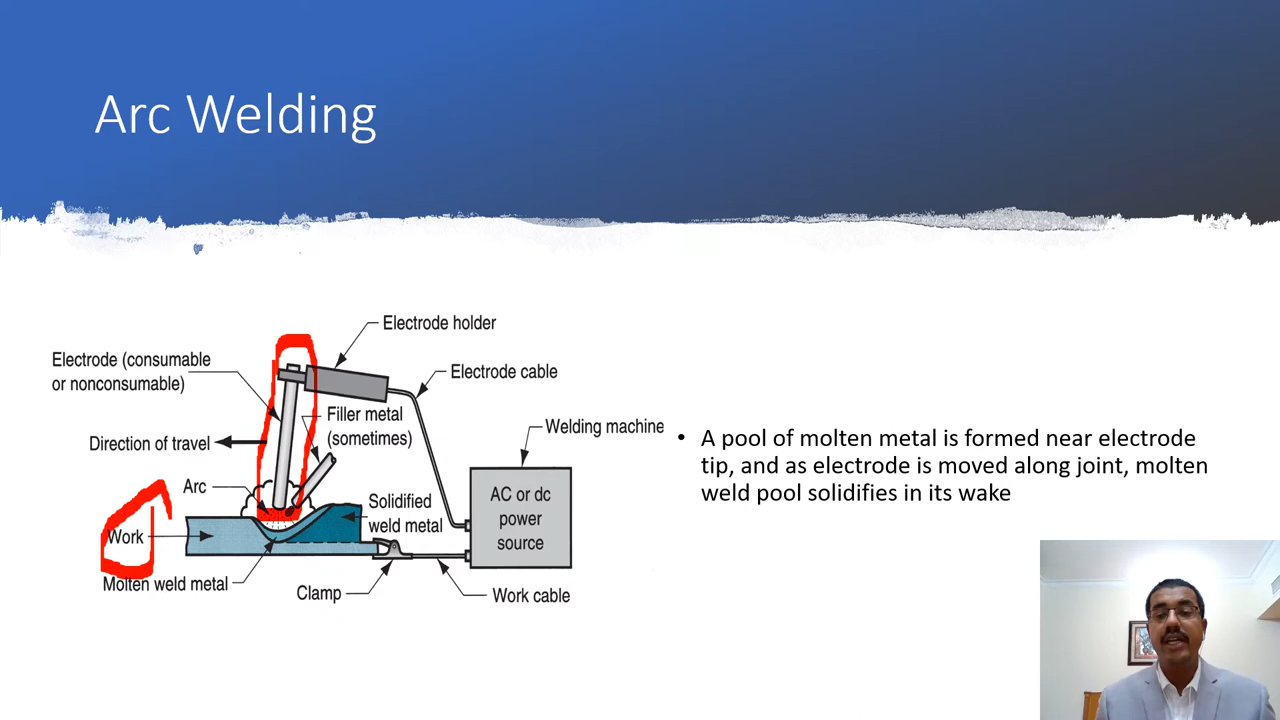 Arc Welding
Electrode holder
Electrode (consumable
or nonconsumable)
Electrode cable
Filler metal
(sometimes)
Welding machine
Direction of travel
Arc
Solidified
weld metal
AC or dc
power
source
Work
Molten weld metal
Clamp
Work cable
• A pool of molten metal is formed near electrode
tip, and as electrode is moved along joint, molten
weld pool solidifies in its wake